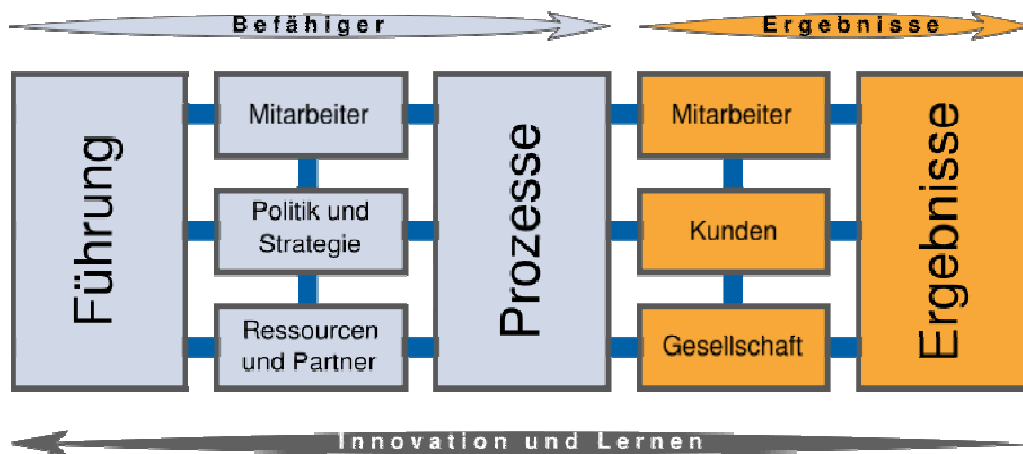 Befähiger
Ergebnisse
Führung
Mitarbeiter
Politik und
Strategie
Ressourcen
und Partner
Prozesse
Mitarbeiter
Kunden
Gesellschaft
Ergebnisse
Innovation und Lernen